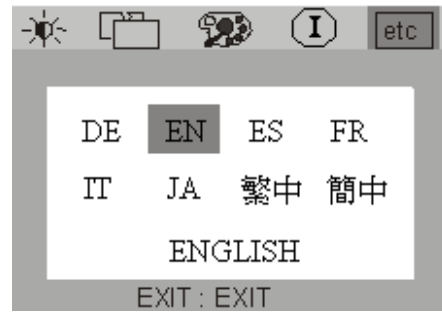 I etc
DE EN ES FR
IT JA 繁中 簡中
ENGLISH
EXIT : EXIT